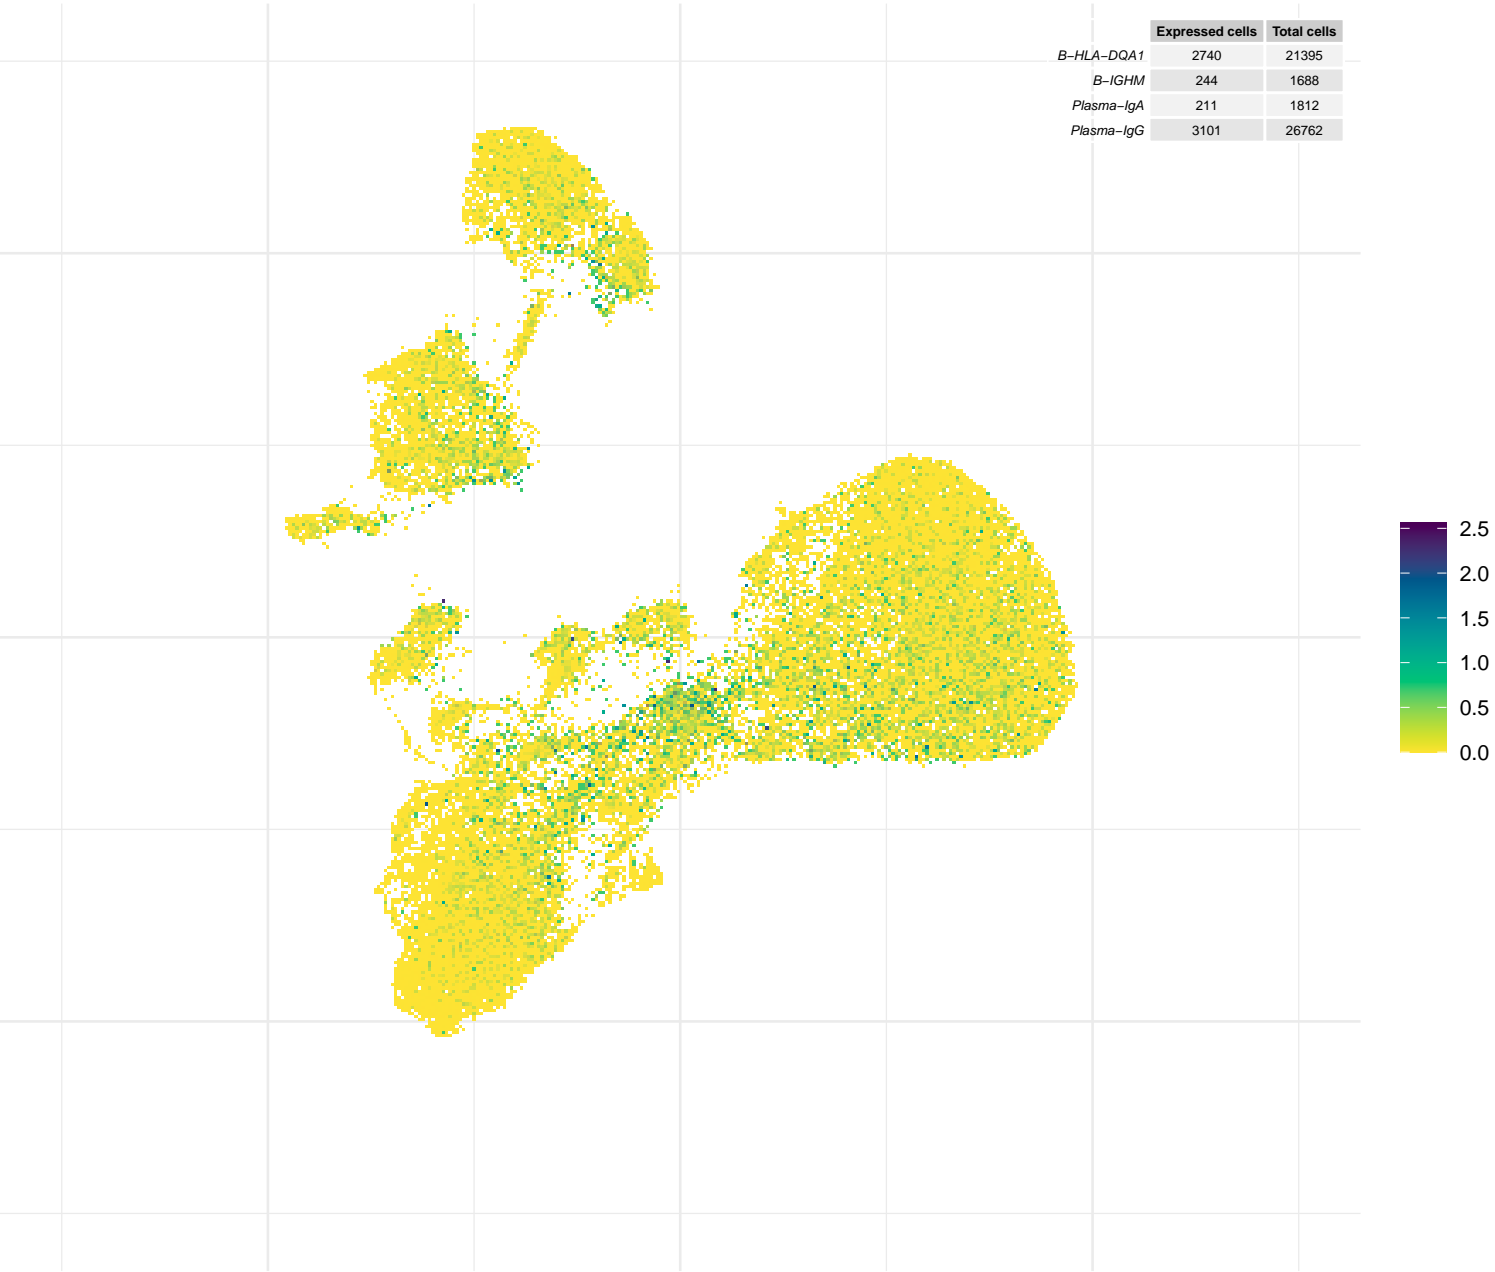 Expressed cells Total cells
B−HLA−DQA1 2740 21395
B−IGHM 244 1688
Plasma−IgA 211 1812
Plasma−IgG 3101 26762
2.5
2.0
1.5
1.0
0.5
0.0